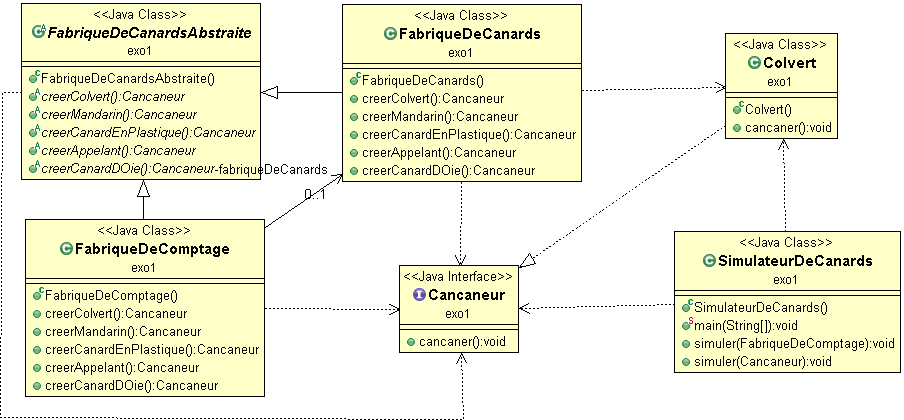 <<Java Class>>
FabriqueDeCanardsAbstraite
exo1
FabriqueDeCanardsAbstraite()
creerColvert():Cancaneur
creerMandarin():Cancaneur
creerCanardEnPlastique():Cancaneur
creerAppelant():Cancaneur
creerCanardDOie():Cancaneur
<<Java Class>>
FabriqueDeCanards
exo1
FabriqueDeCanards()
creerColvert():Cancaneur
creerMandarin():Cancaneur
creerCanardEnPlastique():Cancaneur
creerAppelant():Cancaneur
creerCanardDOie():Cancaneur
<<Java Class>>
Colvert
exo1
Colvert()
cancaner():void
-fabriqueDeCanards
0..1
<<Java Class>>
FabriqueDeComptage
exo1
FabriqueDeComptage()
creerColvert():Cancaneur
creerMandarin():Cancaneur
creerCanardEnPlastique():Cancaneur
creerAppelant():Cancaneur
creerCanardDOie():Cancaneur
<<Java Interface>>
Cancaneur
exo1
cancaner():void
<<Java Class>>
SimulateurDeCanards
exo1
SimulateurDeCanards()
main(String[]):void
simuler(FabriqueDeComptage):void
simuler(Cancaneur):void